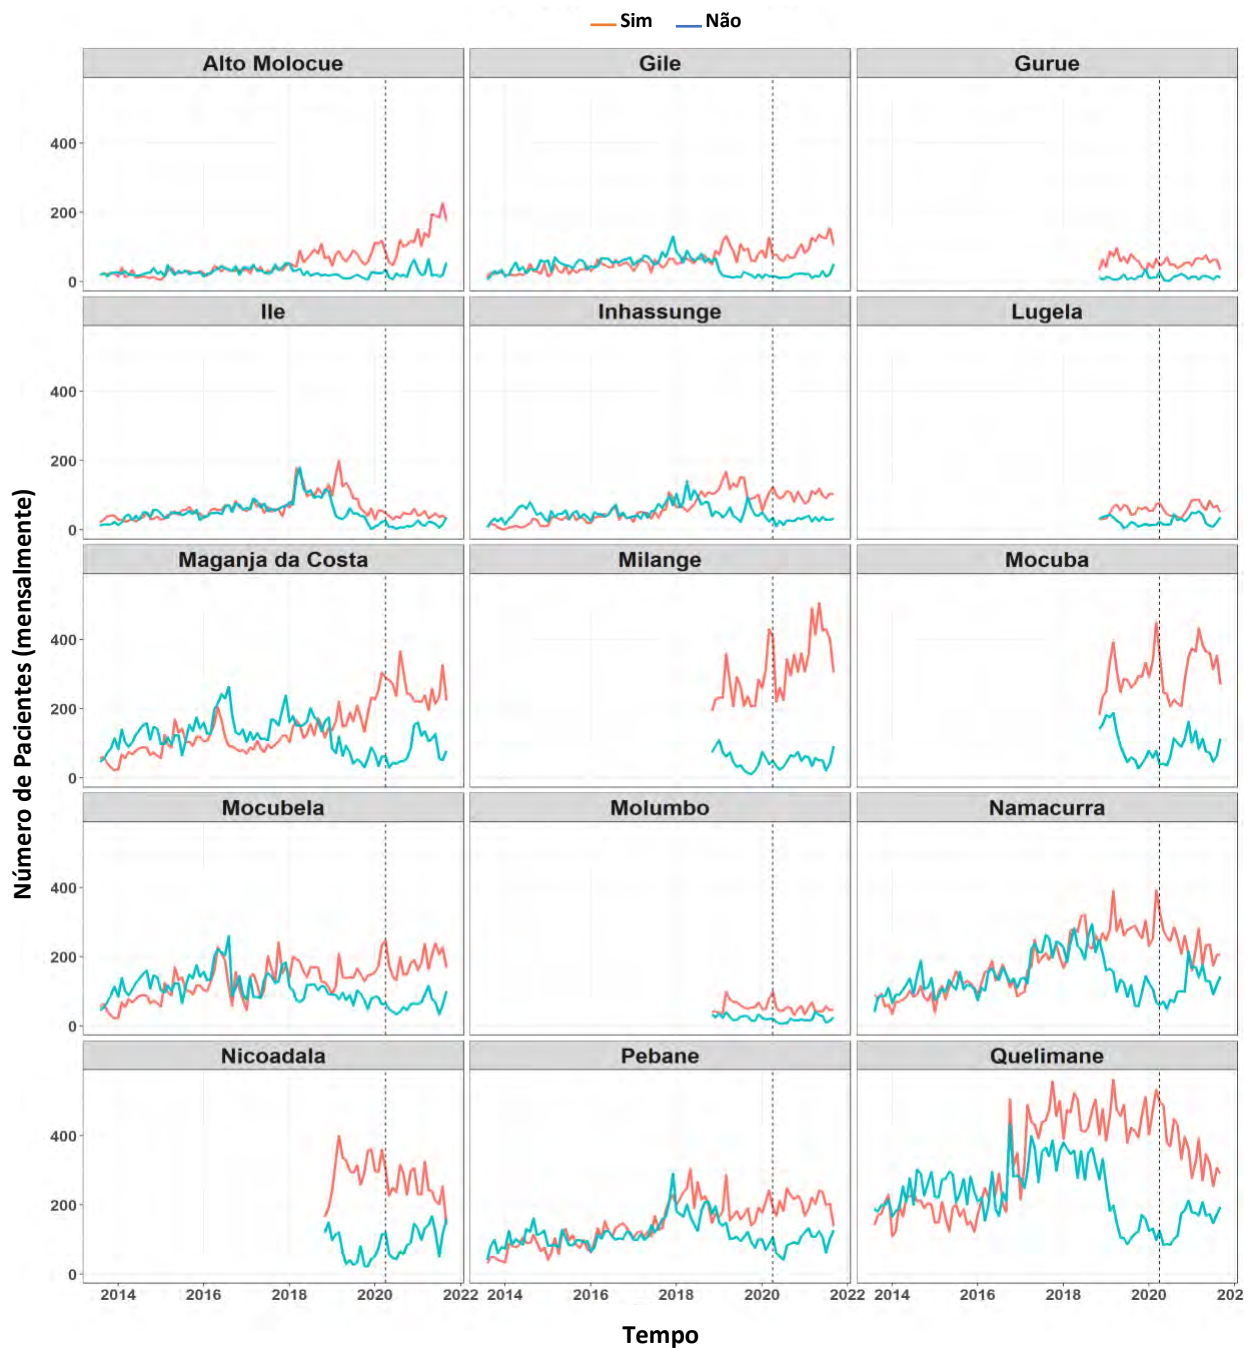 Sim Não
Alto Molocue Gile Gurue
400
200
0
Ile Inhassunge Lugela
400
200
0
Maganja da Costa Milange Mocuba
400
200
0
Mocubela Molumbo Namacurra
400
200
0
Nicoadala Pebane Quelimane
400
200
0
2014 2016 2018 2020 2022 2014 2016 2018 2020 2022 2014 2016 2018 2020 202
Número de Pacientes (mensalmente)
Tempo